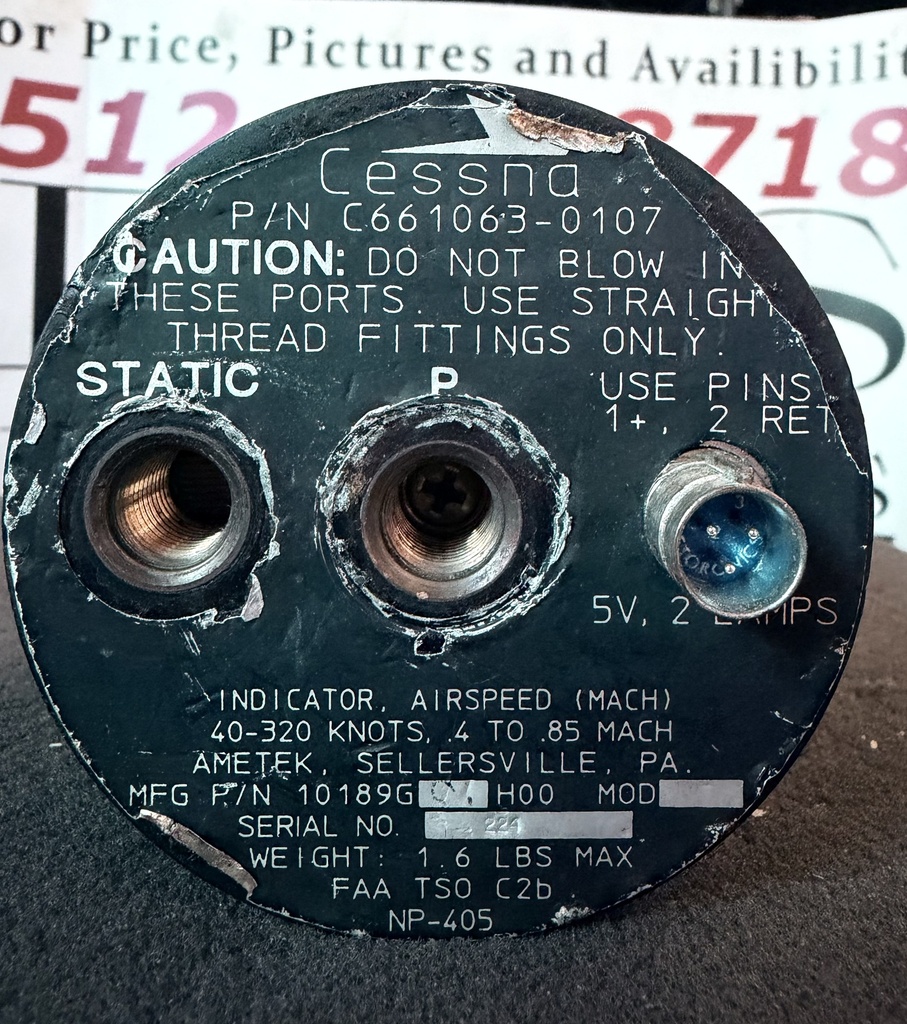 or Price, Pictures and Availibilit
512 8718
Cessna
P/N C661063-0107
CAUTION: DO NOT BLOW IN
THESE PORTS. USE STRAIGHT
THREAD FITTINGS ONLY.
STATIC P USE PINS
1+, 2 RET
5V, 2 LAMPS
INDICATOR, AIRSPEED (MACH)
40-320 KNOTS, .4 TO .85 MACH
AMETEK, SELLERSVILLE, PA.
MFG P/N 10189G H00 MOD
SERIAL NO. 221
WEIGHT: 1.6 LBS MAX
FAA TSO C2b
NP-405